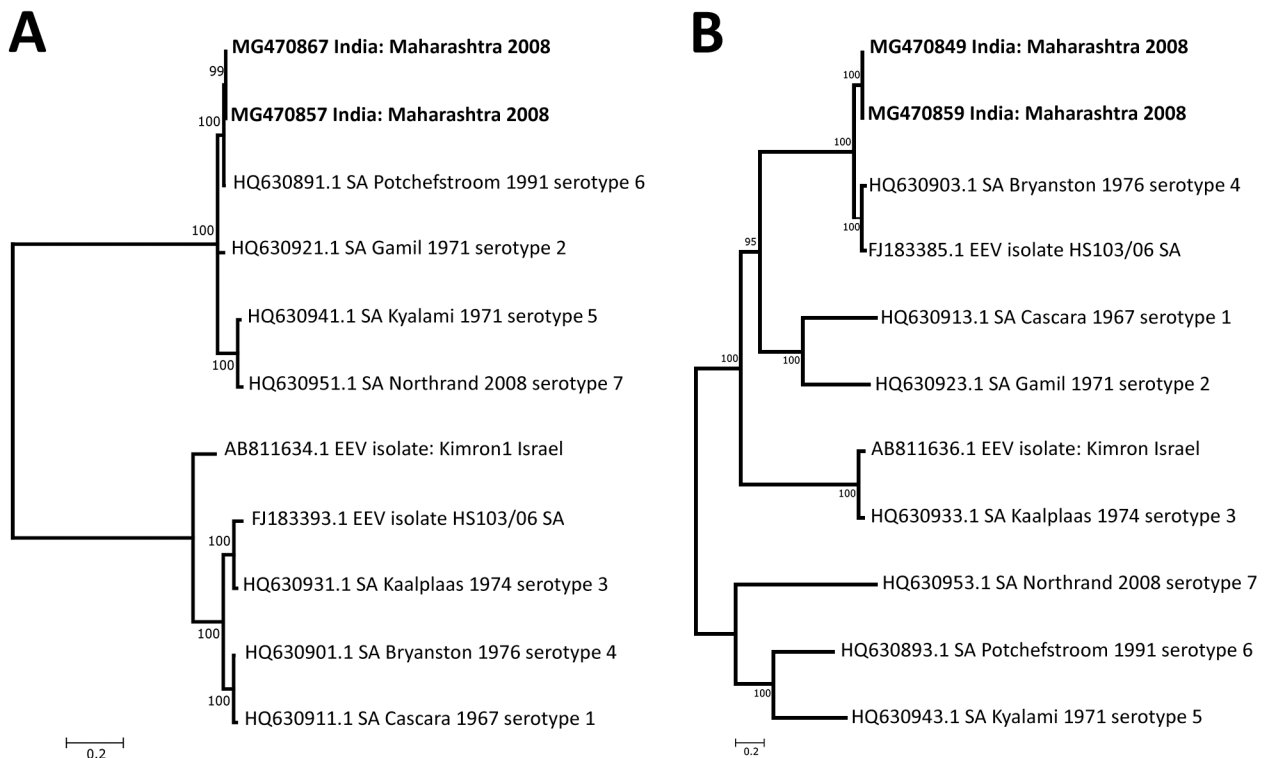 A
MG470867 India: Maharashtra 2008
99
MG470857 India: Maharashtra 2008
100
HQ630891.1 SA Potchefstroom 1991 serotype 6
100
HQ630921.1 SA Gamil 1971 serotype 2
HQ630941.1 SA Kyalami 1971 serotype 5
100
HQ630951.1 SA Northrand 2008 serotype 7
AB811634.1 EEV isolate: Kimron1 Israel
FJ183393.1 EEV isolate HS103/06 SA
100
HQ630931.1 SA Kaalplaas 1974 serotype 3
100
HQ630901.1 SA Bryanston 1976 serotype 4
100
HQ630911.1 SA Cascara 1967 serotype 1
0.2
B
MG470849 India: Maharashtra 2008
100
MG470859 India: Maharashtra 2008
100
HQ630903.1 SA Bryanston 1976 serotype 4
100
FJ183385.1 EEV isolate HS103/06 SA
95
HQ630913.1 SA Cascara 1967 serotype 1
100
100
HQ630923.1 SA Gamil 1971 serotype 2
AB811636.1 EEV isolate: Kimron Israel
100
HQ630933.1 SA Kaalplaas 1974 serotype 3
HQ630953.1 SA Northrand 2008 serotype 7
HQ630893.1 SA Potchefstroom 1991 serotype 6
100
HQ630943.1 SA Kyalami 1971 serotype 5
0.2